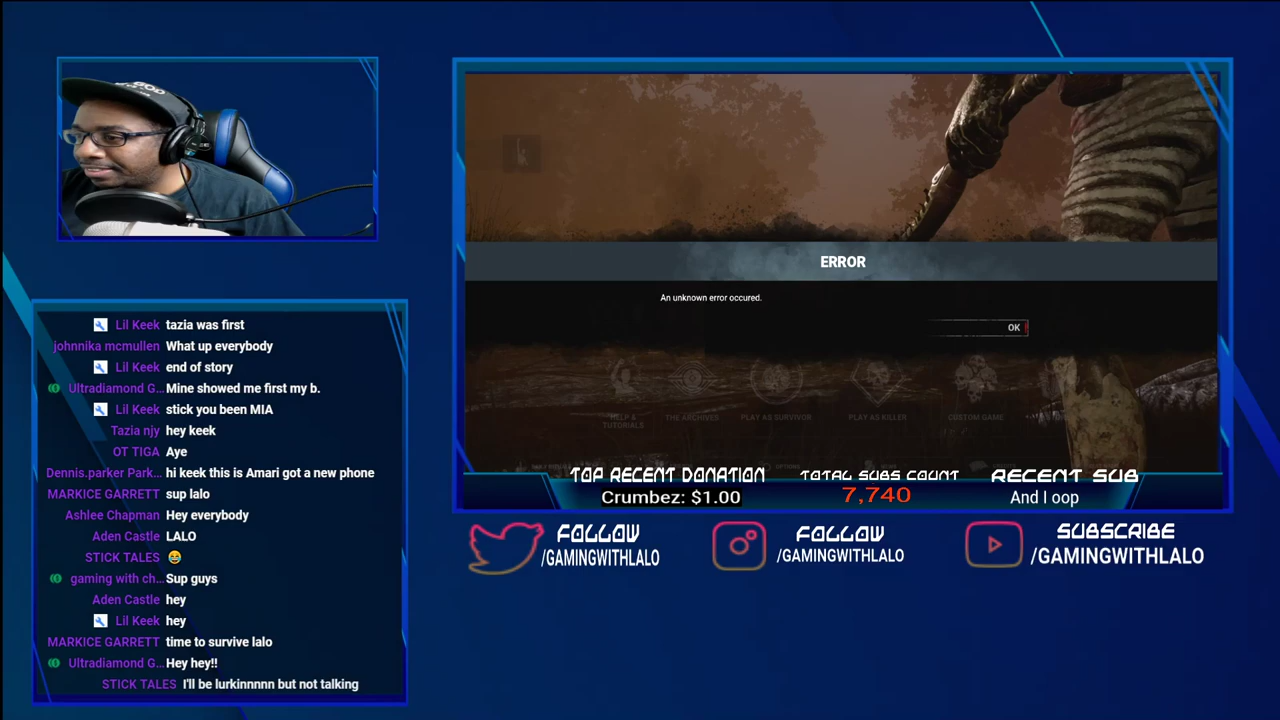 Lil Keek tazia was first
johnnika mcmullen What up everybody
Lil Keek end of story
Ultradiamond G... Mine showed me first my b.
Lil Keek stick you been MIA
Tazia njy hey keek
OT TIGA Aye
Dennis.parker Park... hi keek this is Amari got a new phone
MARKICE GARRETT sup lalo
Ashlee Chapman Hey everybody
Aden Castle LALO
STICK TALES 😂
gaming with ch... Sup guys
Aden Castle hey
Lil Keek hey
MARKICE GARRETT time to survive lalo
Ultradiamond G... Hey hey!!
STICK TALES I'll be lurkinnnnn but not talking
ERROR
An unknown error occured.
OK
HELP &
TUTORIALS
THE ARCHIVES
PLAY AS SURVIVOR
PLAY AS KILLER
CUSTOM GAME
TOP RECENT DONATION
Crumbez: $1.00
TOTAL SUBS COUNT
7,740
RECENT SUB
And I oop
FOLLOW
/GAMINGWITHLALO
FOLLOW
/GAMINGWITHLALO
SUBSCRIBE
/GAMINGWITHLALO